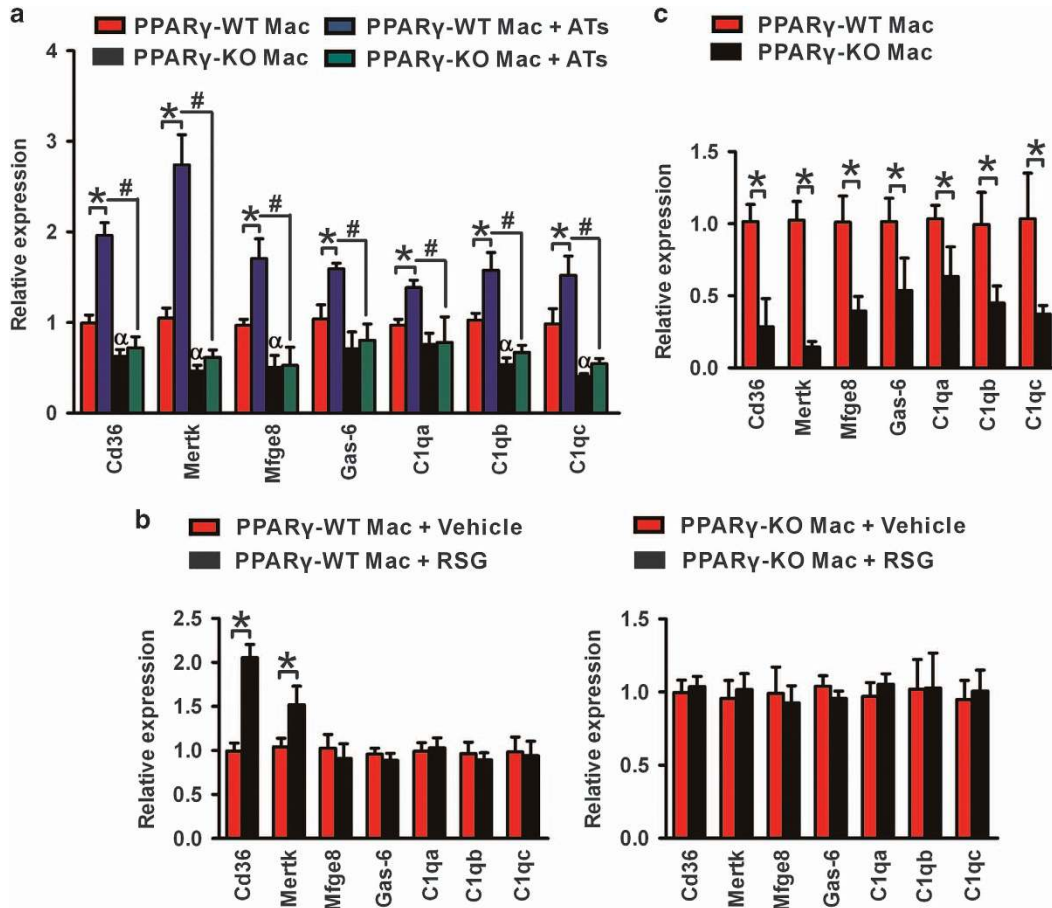 a
PPARγ-WT Mac PPARγ-WT Mac + ATs
PPARγ-KO Mac PPARγ-KO Mac + ATs
Relative expression
4
3
2
1
0
* # * # * # * # * # * # * #
α α α α α
Cd36 Mertk Mfge8 Gas-6 C1qa C1qb C1qc
c
PPARγ-WT Mac
PPARγ-KO Mac
Relative expression
1.5
1.0
0.5
0.0
* * * * * * *
Cd36 Mertk Mfge8 Gas-6 C1qa C1qb C1qc
b
PPARγ-WT Mac + Vehicle
PPARγ-WT Mac + RSG
Relative expression
2.5
2.0
1.5
1.0
0.5
0.0
* *
Cd36 Mertk Mfge8 Gas-6 C1qa C1qb C1qc
PPARγ-KO Mac + Vehicle
PPARγ-KO Mac + RSG
Relative expression
1.5
1.0
0.5
0.0
Cd36 Mertk Mfge8 Gas-6 C1qa C1qb C1qc